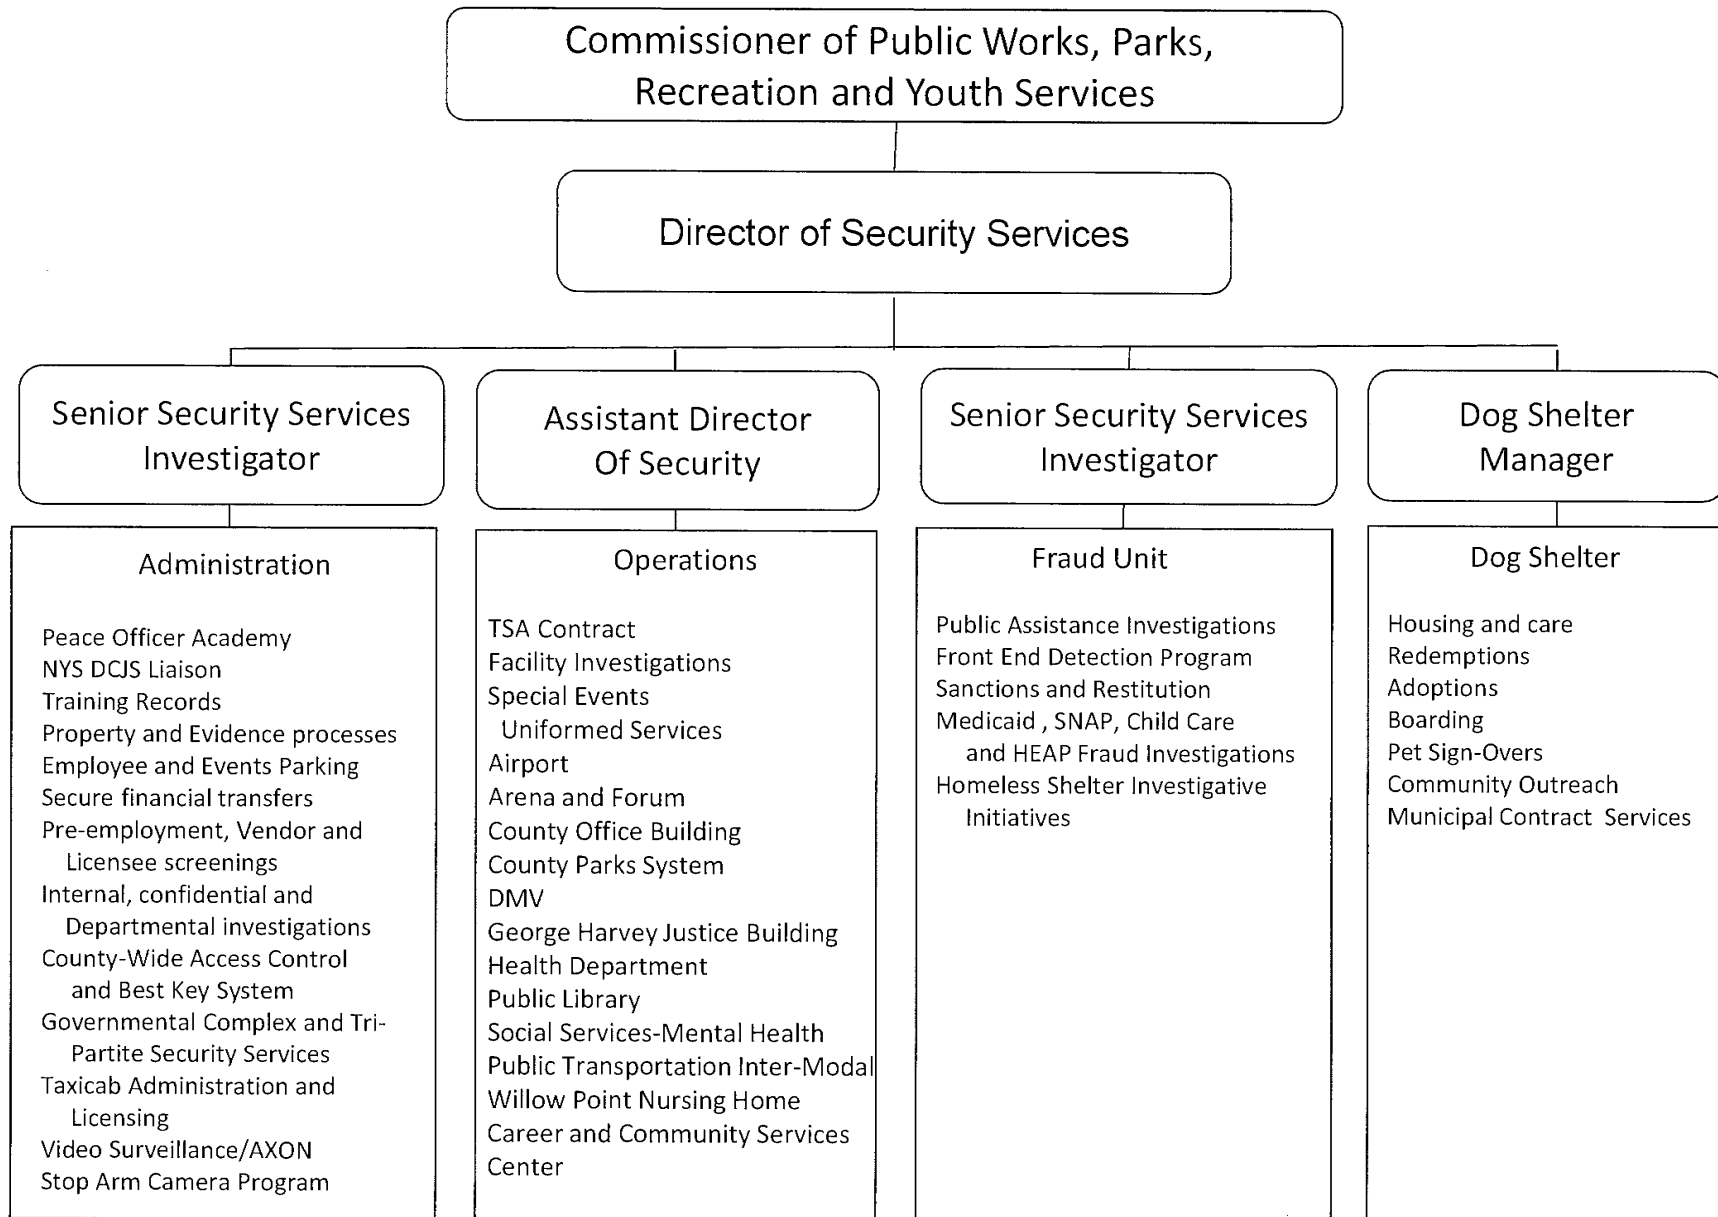 Commissioner of Public Works, Parks,
Recreation and Youth Services
Director of Security Services
Senior Security Services
Investigator
Assistant Director
Of Security
Senior Security Services
Investigator
Dog Shelter
Manager
Administration
Peace Officer Academy
NYS DCJS Liaison
Training Records
Property and Evidence processes
Employee and Events Parking
Secure financial transfers
Pre-employment, Vendor and
Licensee screenings
Internal, confidential and
Departmental investigations
County-Wide Access Control
and Best Key System
Governmental Complex and Tri-
Partite Security Services
Taxicab Administration and
Licensing
Video Surveillance/AXON
Stop Arm Camera Program
Operations
TSA Contract
Facility Investigations
Special Events
Uniformed Services
Airport
Arena and Forum
County Office Building
County Parks System
DMV
George Harvey Justice Building
Health Department
Public Library
Social Services-Mental Health
Public Transportation Inter-Modal
Willow Point Nursing Home
Career and Community Services
Center
Fraud Unit
Public Assistance Investigations
Front End Detection Program
Sanctions and Restitution
Medicaid , SNAP, Child Care
and HEAP Fraud Investigations
Homeless Shelter Investigative
Initiatives
Dog Shelter
Housing and care
Redemptions
Adoptions
Boarding
Pet Sign-Overs
Community Outreach
Municipal Contract Services